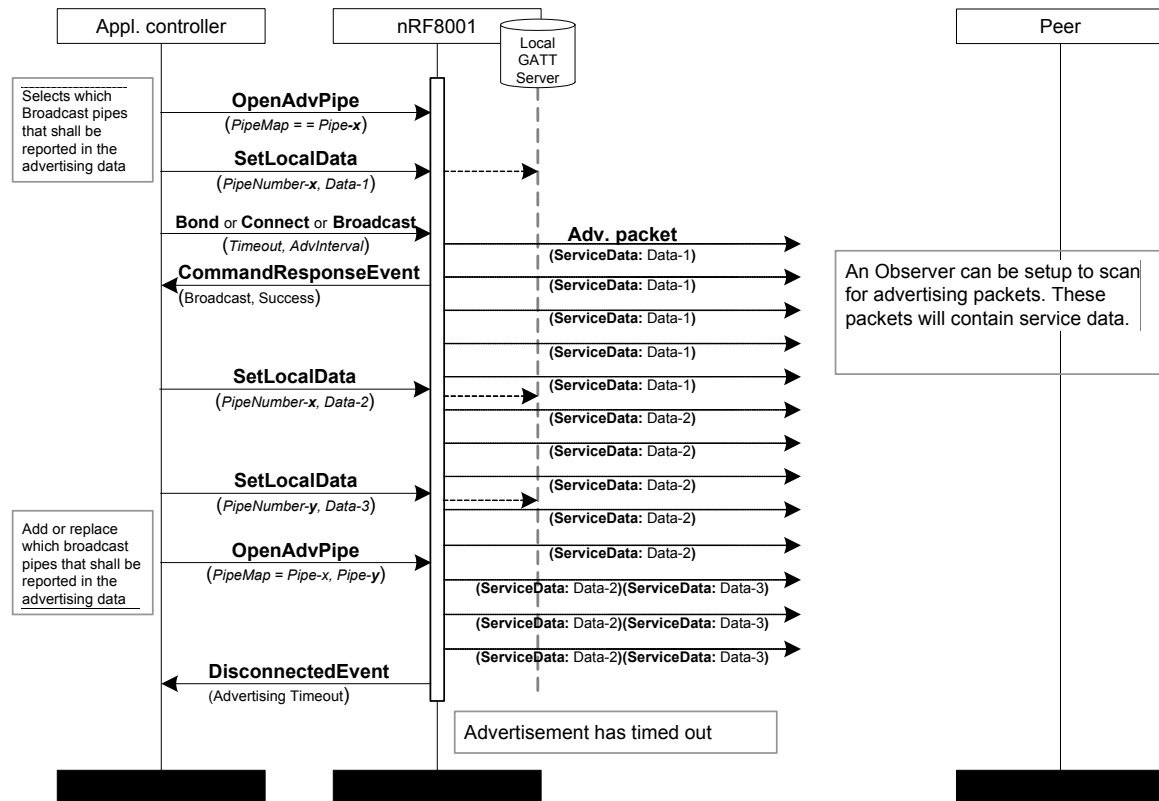 Appl. controller
nRF8001
Peer
Local
GATT
Server
Selects which
Broadcast pipes
that shall be
reported in the
advertising data
OpenAdvPipe
(PipeMap = = Pipe-x)
SetLocalData
(PipeNumber-x, Data-1)
Bond or Connect or Broadcast
(Timeout, AdvInterval)
Adv. packet
(ServiceData: Data-1)
CommandResponseEvent
(Broadcast, Success)
(ServiceData: Data-1)
(ServiceData: Data-1)
(ServiceData: Data-1)
(ServiceData: Data-1)
An Observer can be setup to scan
for advertising packets. These
packets will contain service data.
SetLocalData
(PipeNumber-x, Data-2)
(ServiceData: Data-2)
(ServiceData: Data-2)
(ServiceData: Data-2)
SetLocalData
(PipeNumber-y, Data-3)
(ServiceData: Data-2)
(ServiceData: Data-2)
Add or replace
which broadcast
pipes that shall be
reported in the
advertising data
OpenAdvPipe
(PipeMap = Pipe-x, Pipe-y)
(ServiceData: Data-2)(ServiceData: Data-3)
(ServiceData: Data-2)(ServiceData: Data-3)
(ServiceData: Data-2)(ServiceData: Data-3)
DisconnectedEvent
(Advertising Timeout)
Advertisement has timed out